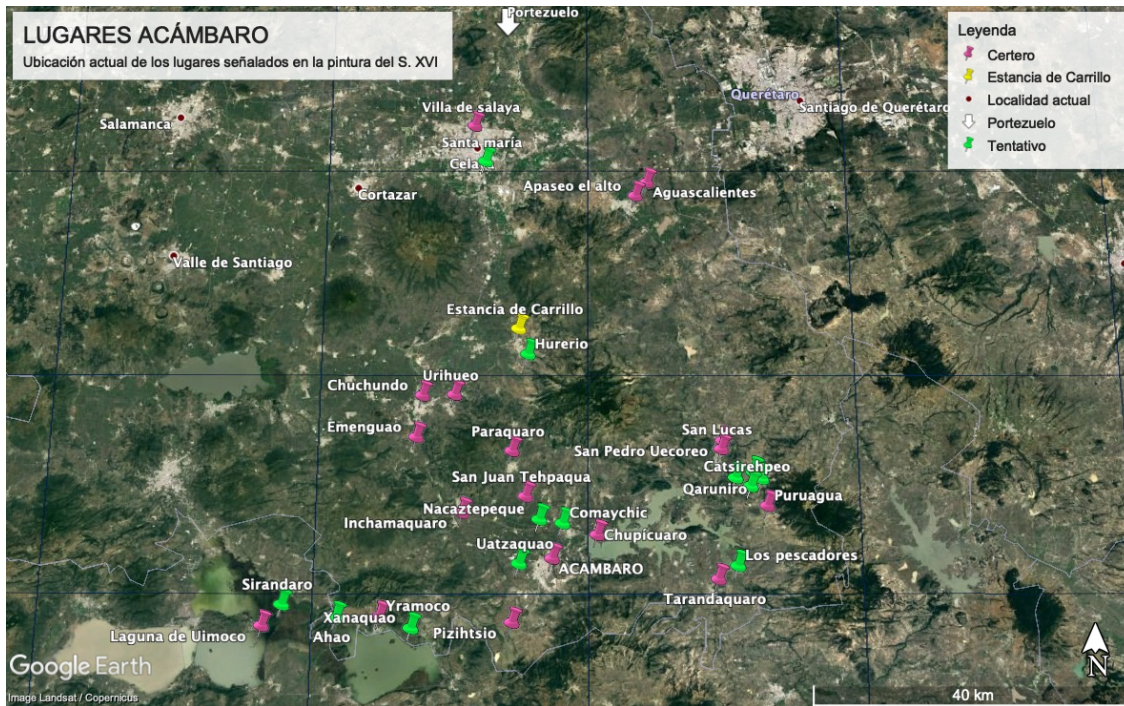 Portezuelo
LUGARES ACÁMBARO
Ubicación actual de los lugares señalados en la pintura del S. XVI
Leyenda
Certero
Estancia de Carrillo
Localidad actual
Portezuelo
Tentativo
Querétaro
Santiago de Querétaro
Villa de salaya
Salamanca
Santa maría
Cela
Apaseo el alto
Aguascalientes
Cortazar
Valle de Santiago
Estancia de Carrillo
Hurerio
Urihueo
Chuchundo
Emenguao
Paraquaro
San Lucas
San Pedro Uecoreo
Catsirehpeo
San Juan Tehpaqua
Qaruniro
Puruagua
Nacaztepeque
Comaychic
Inchamaquaro
Chupicuaro
Uatzaquao
ACAMBARO
Los pescadores
Sirandaro
Tarandaquaro
Yramoco
Xanaquao
Laguna de Uimoco
Ahao
Pizihtsio
Google Earth
Image Landsat / Copernicus
N
40 km